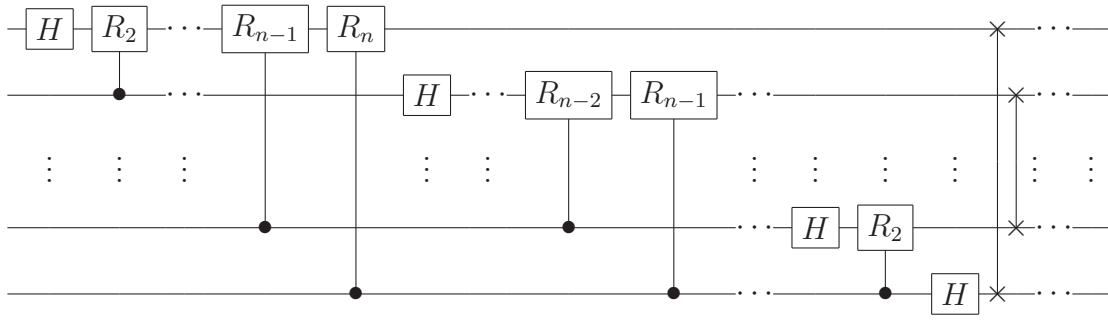 H R₂ ··· Rₙ₋₁ Rₙ ···
··· H ··· Rₙ₋₂ Rₙ₋₁ ··· ···
⋮ ⋮ ⋮ ⋮ ⋮ ⋮ ⋮ ⋮ ⋮ ⋮ ⋮
··· H R₂ ···
··· H ···